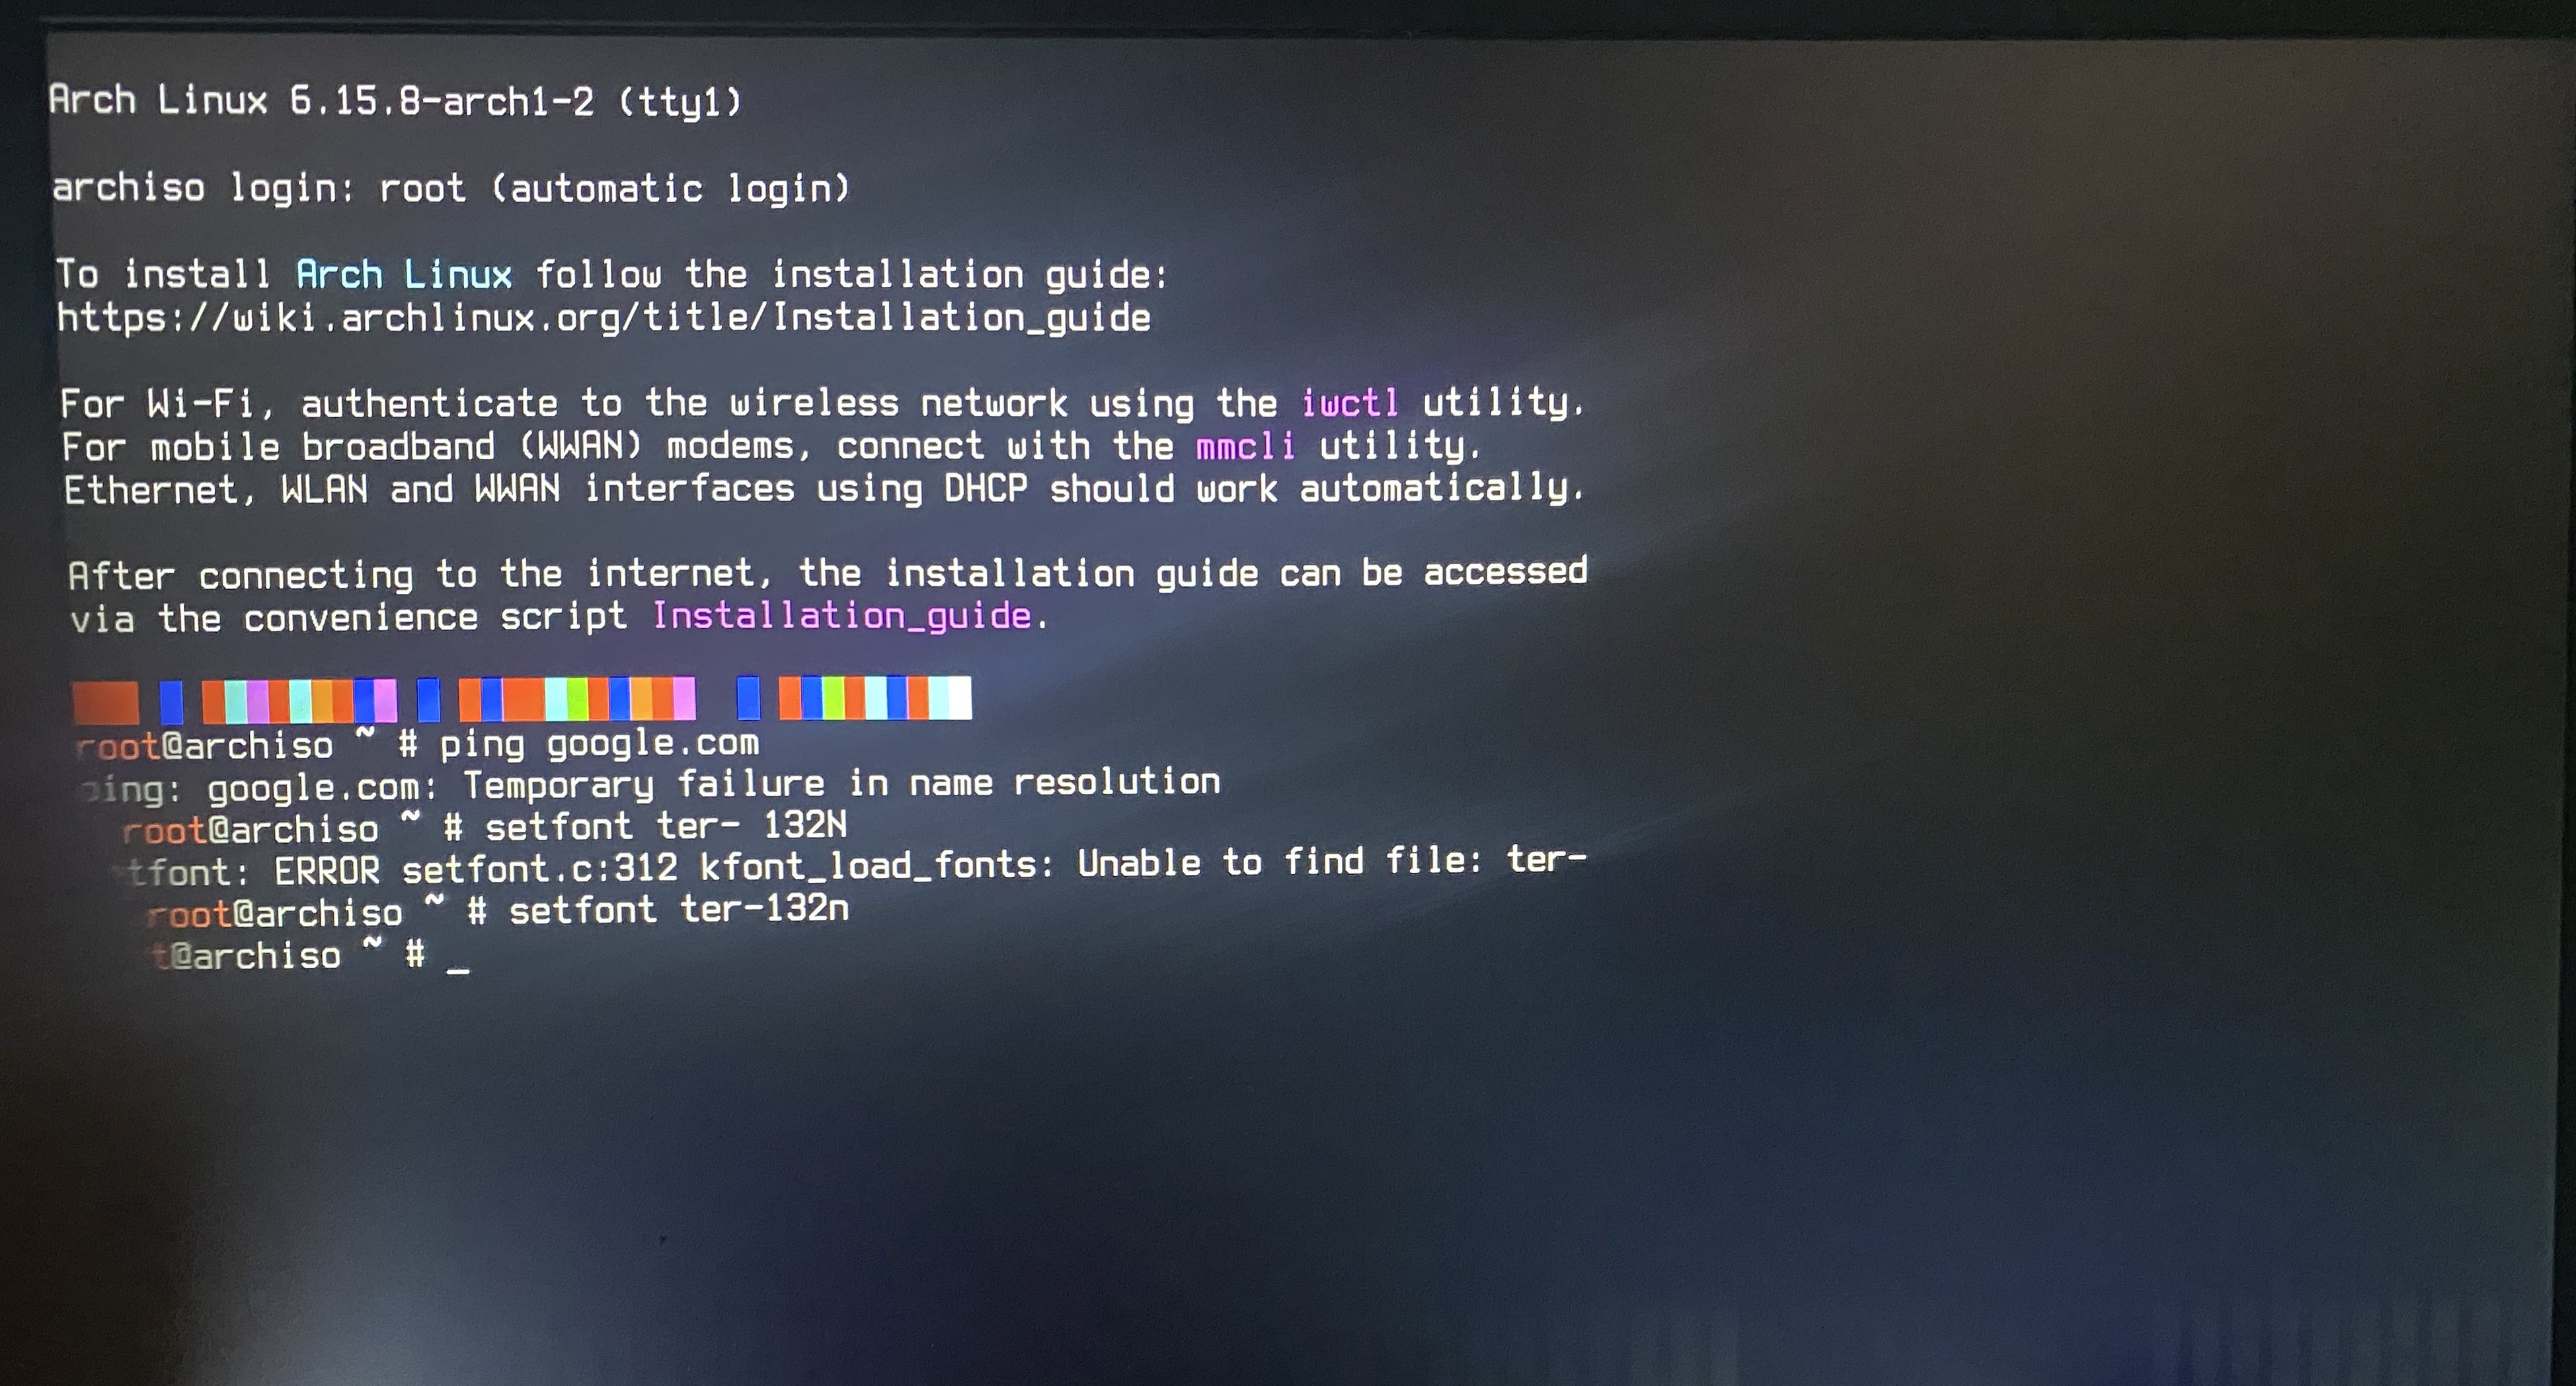 Arch Linux 6.15.8-arch1-2 (tty1)
archiso login: root (automatic login)
To install Arch Linux follow the installation guide:
https://wiki.archlinux.org/title/Installation_guide
For Wi-Fi, authenticate to the wireless network using the iwctl utility.
For mobile broadband (WWAN) modems, connect with the mmcli utility.
Ethernet, WLAN and WWAN interfaces using DHCP should work automatically.
After connecting to the internet, the installation guide can be accessed
via the convenience script Installation_guide.
root@archiso ~ # ping google.com
ping: google.com: Temporary failure in name resolution
root@archiso ~ # setfont ter- 132N
tfont: ERROR setfont.c:312 kfont_load_fonts: Unable to find file: ter-
root@archiso ~ # setfont ter-132n
t@archiso ~ # _